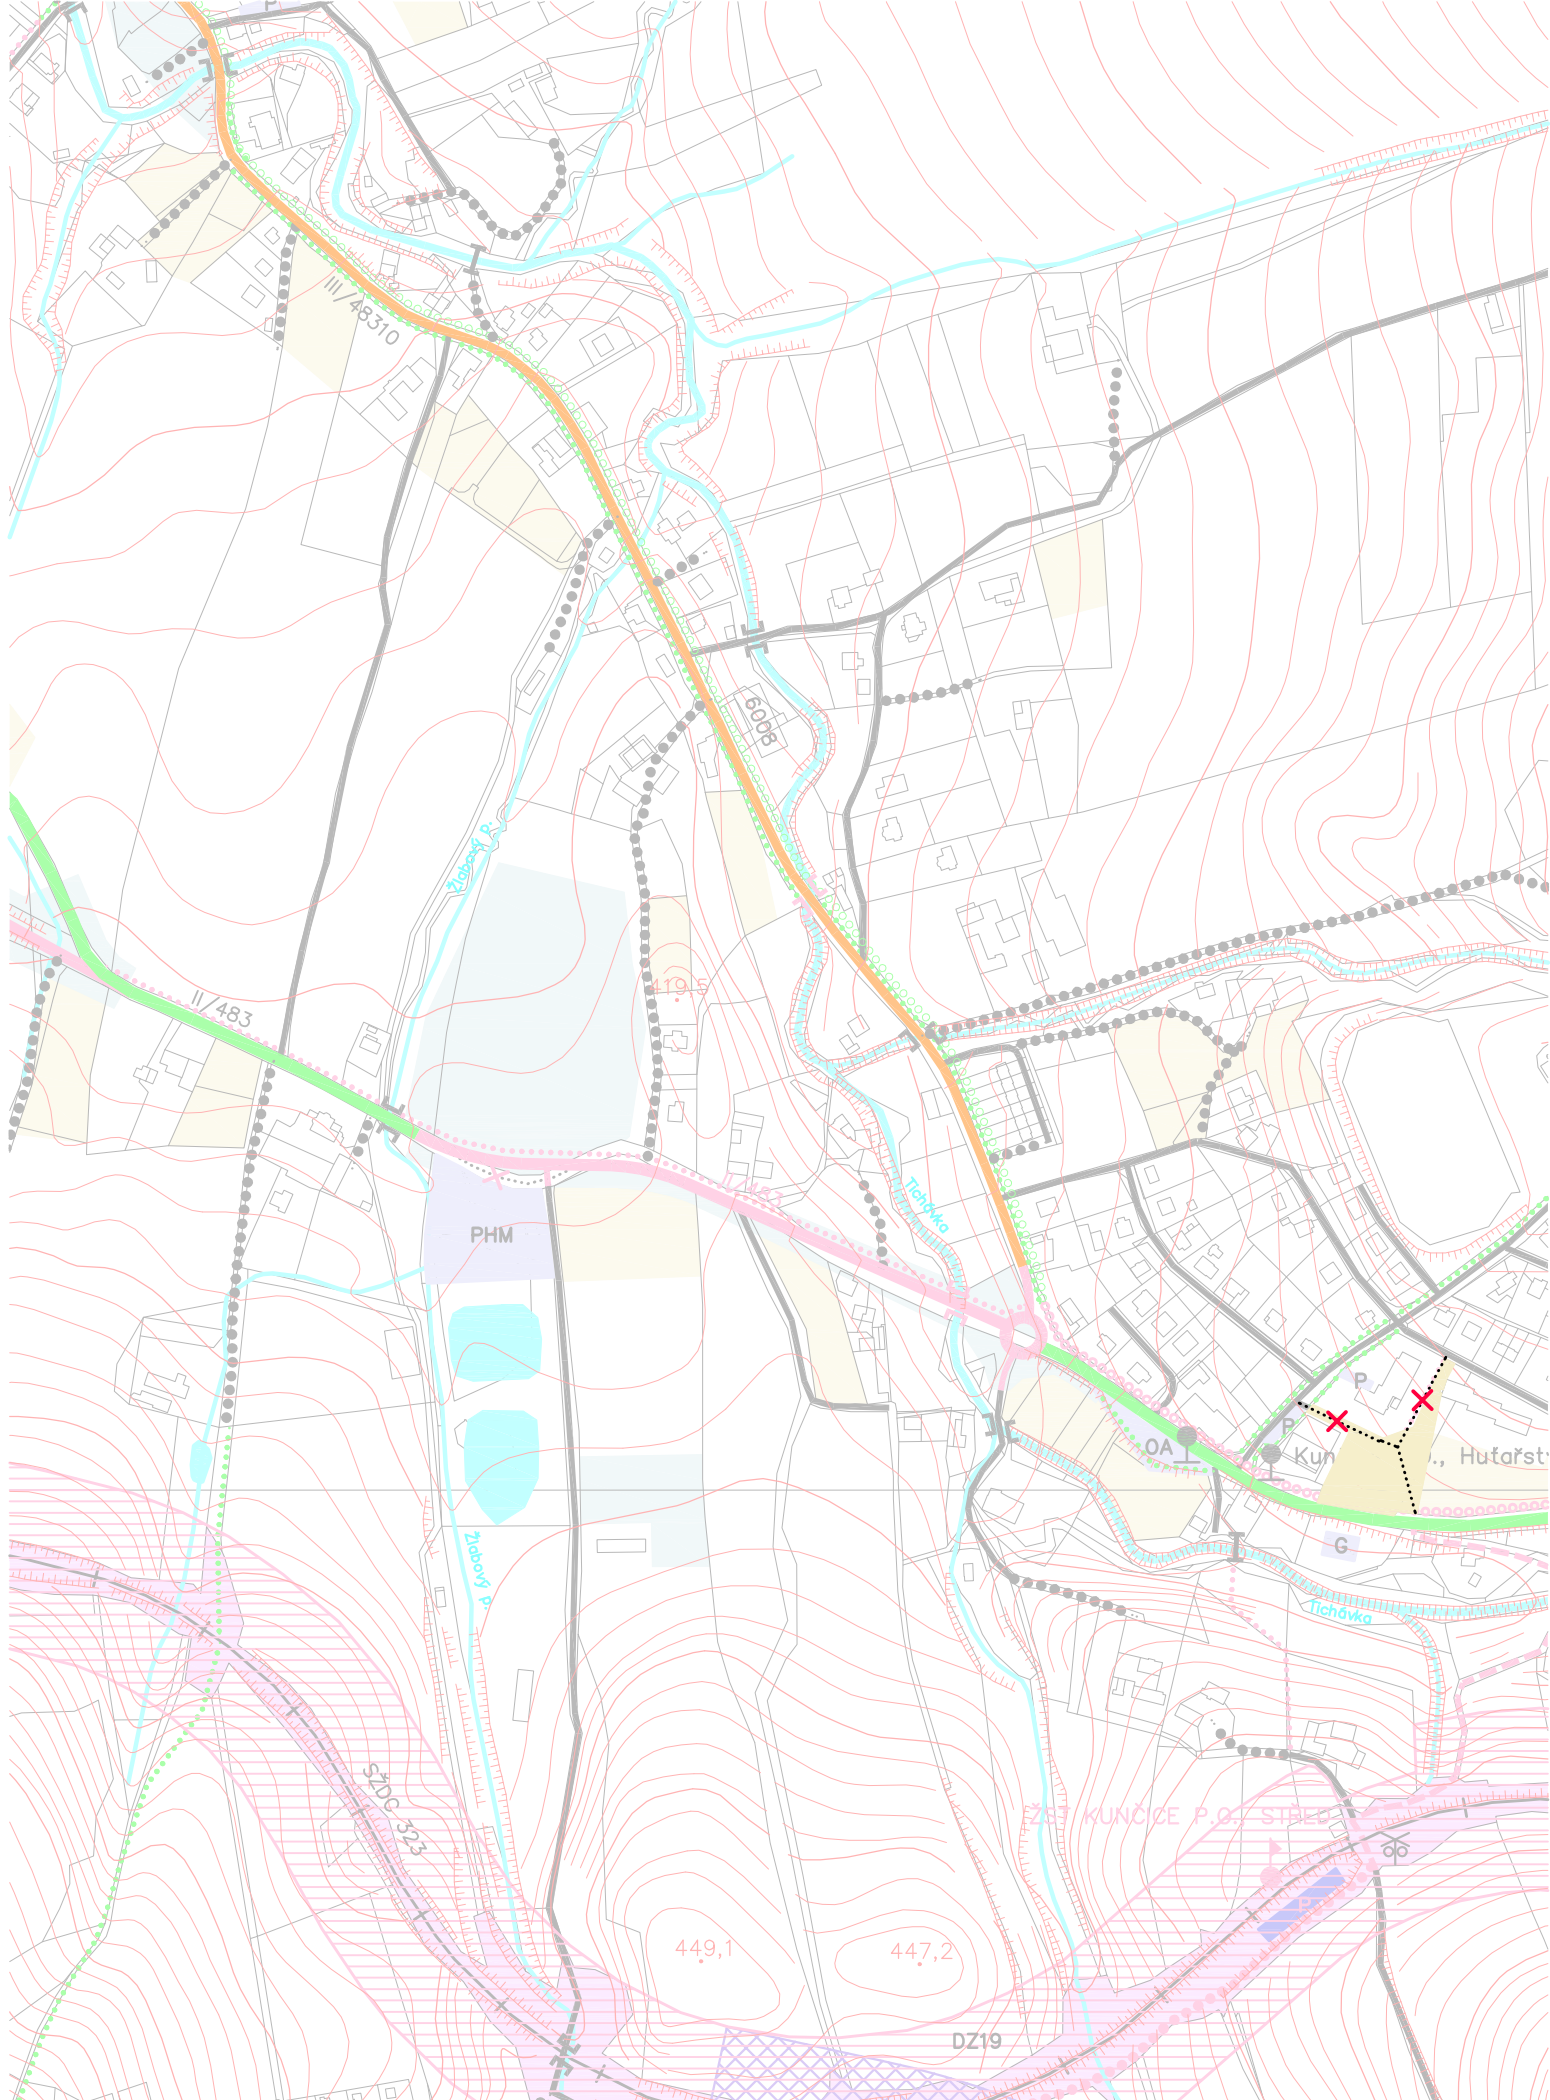 P
III/48310
6008
Žlabový p.
419,5
II/483
II/483
Tichávka
PHM
P
P
OA
Kun
., Huťařst
G
Žlabový p.
Tichávka
SŽDC 323
ŽST KUNČICE P.O., STŘED
P
449,1
447,2
DZ19